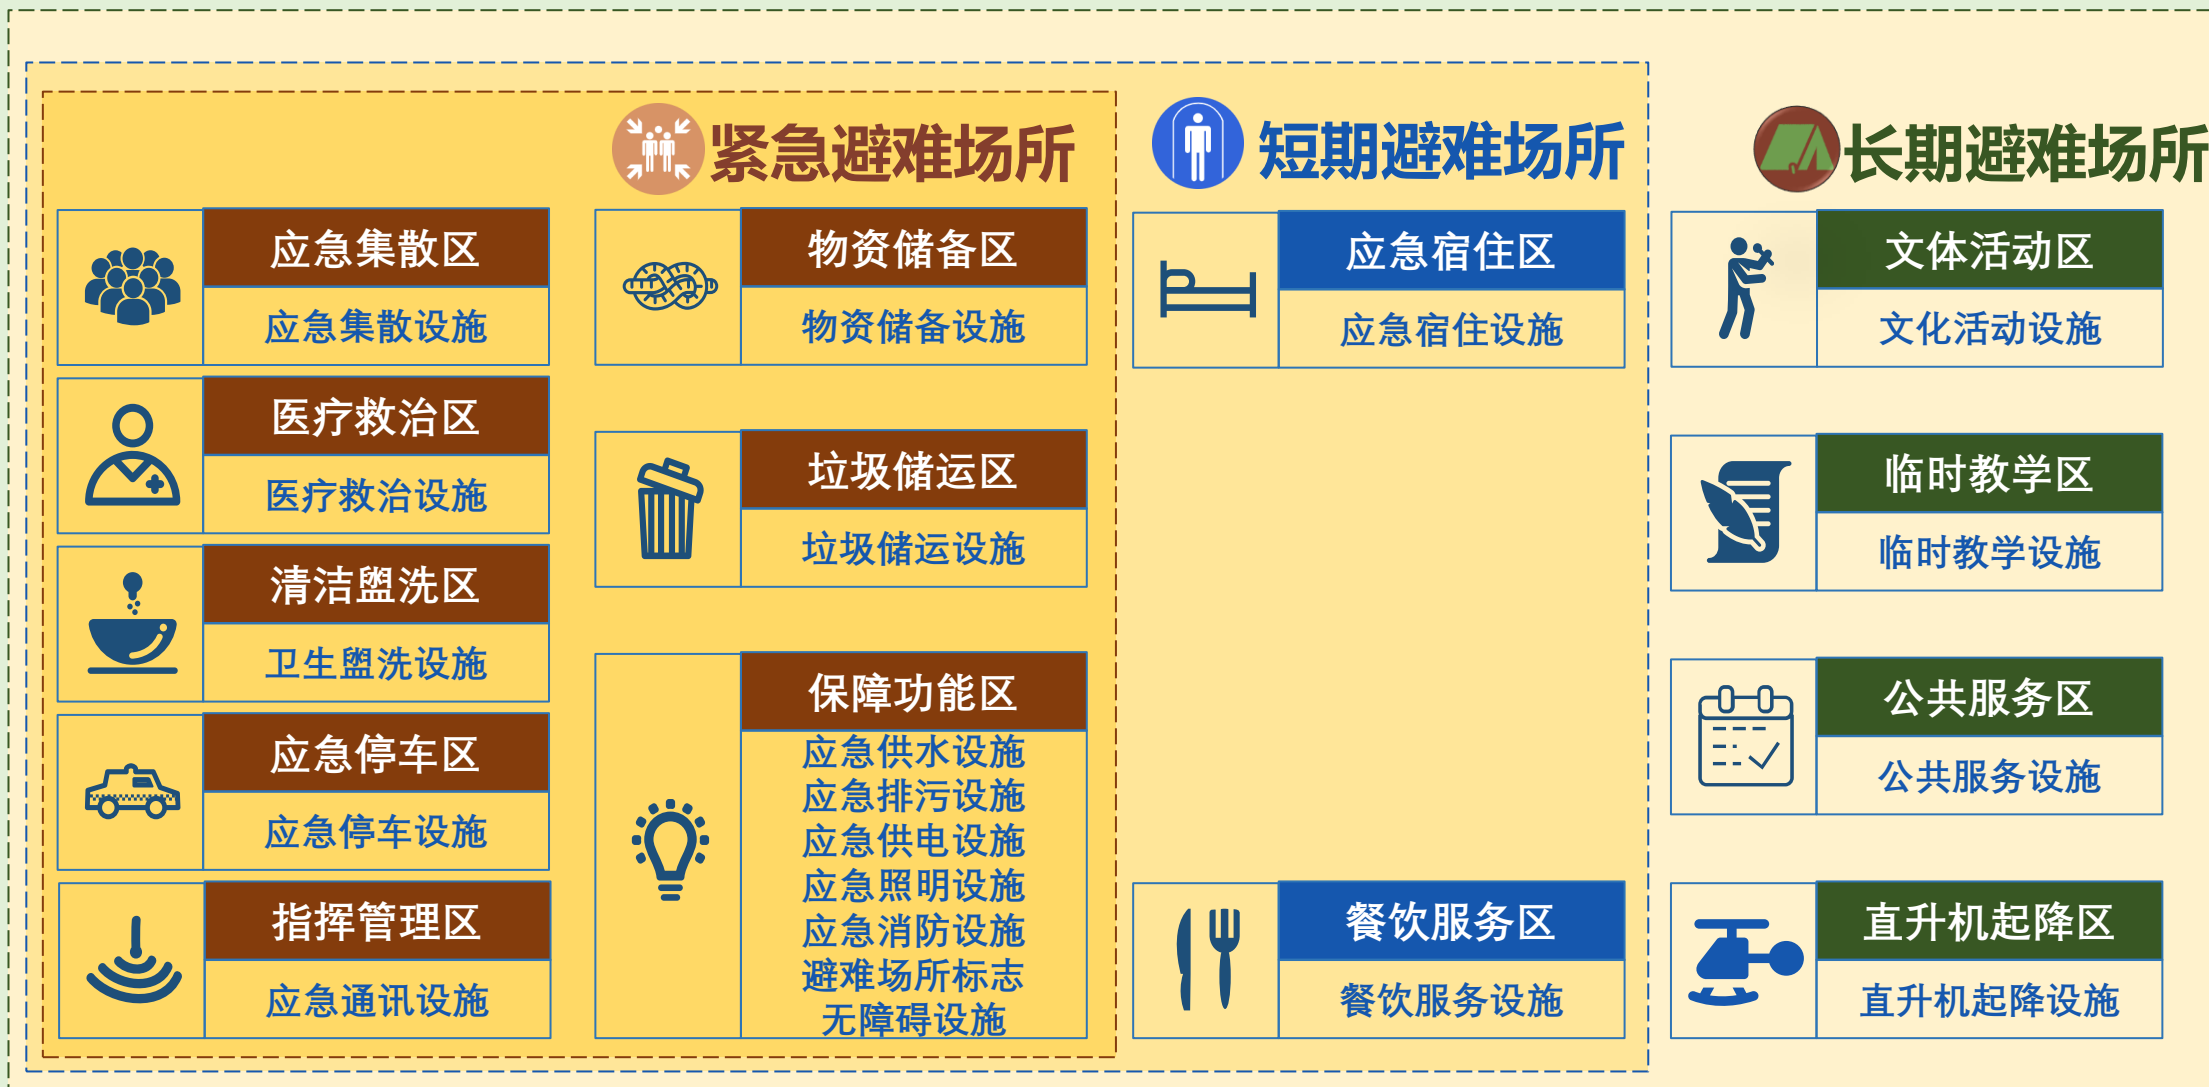 紧急避难场所
应急集散区
应急集散设施
医疗救治区
医疗救治设施
清洁盥洗区
卫生盥洗设施
应急停车区
应急停车设施
指挥管理区
应急通讯设施
物资储备区
物资储备设施
垃圾储运区
垃圾储运设施
保障功能区
应急供水设施
应急排污设施
应急供电设施
应急照明设施
应急消防设施
避难场所标志
无障碍设施
短期避难场所
应急宿住区
应急宿住设施
餐饮服务区
餐饮服务设施
长期避难场所
文体活动区
文化活动设施
临时教学区
临时教学设施
公共服务区
公共服务设施
直升机起降区
直升机起降设施